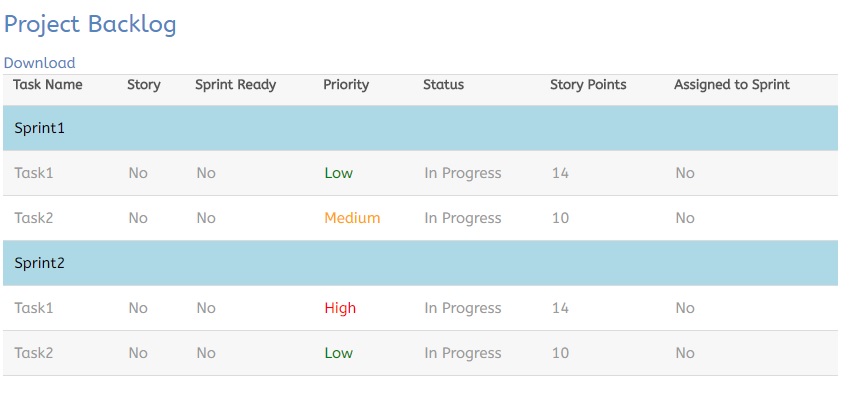 Project Backlog
Download
Task Name Story Sprint Ready Priority Status Story Points Assigned to Sprint
Sprint1
Task1 No No Low In Progress 14 No
Task2 No No Medium In Progress 10 No
Sprint2
Task1 No No High In Progress 14 No
Task2 No No Low In Progress 10 No